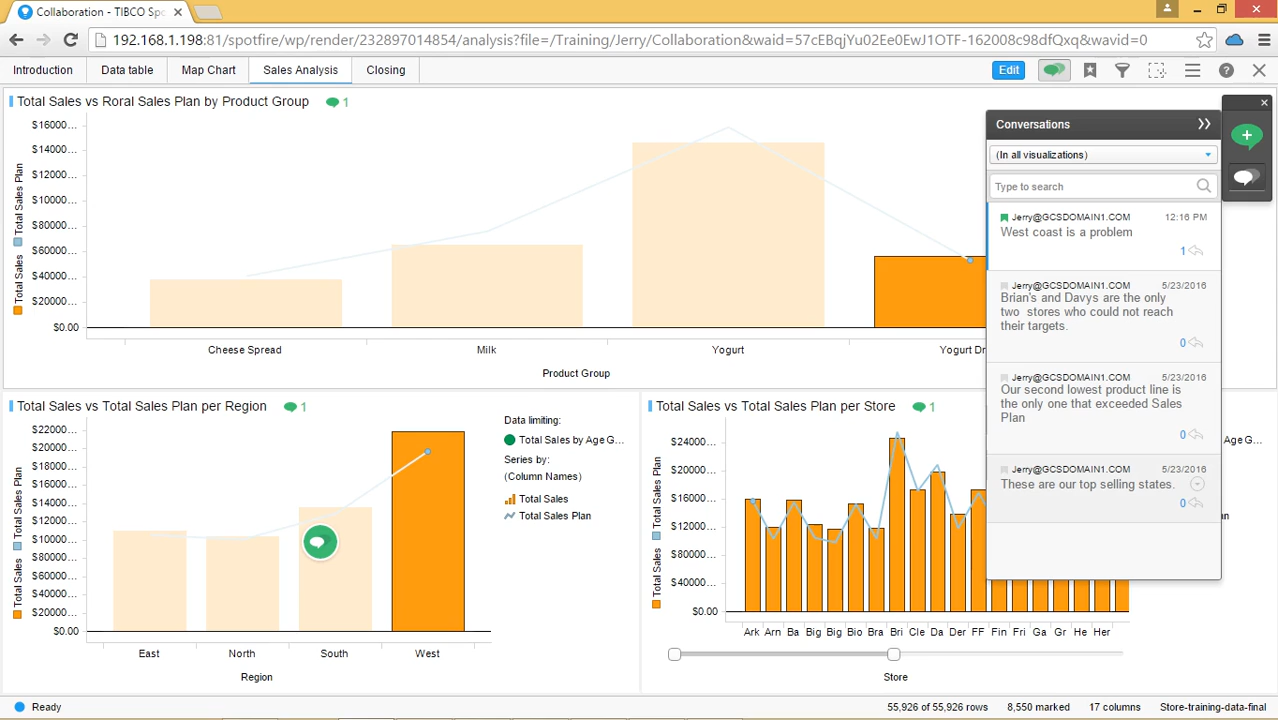 Collaboration - TIBCO Spo
192.168.1.198:81/spotfire/wp/render/232897014854/analysis?file=/Training/Jerry/Collaboration&waid=57cEBqjYu02Ee0EwJ1OTF-162008c98dfQxq&wavid=0
Introduction
Data table
Map Chart
Sales Analysis
Closing
Edit
Total Sales vs Roral Sales Plan by Product Group
1
$16000...
$14000...
$12000...
$10000...
$80000...
$60000...
$40000...
$20000...
$0.00
Total Sales Plan
Total Sales
Cheese Spread
Milk
Yogurt
Yogurt Dr
Product Group
Conversations
(In all visualizations)
Type to search
Jerry@GCSDOMAIN1.COM
12:16 PM
West coast is a problem
1
Jerry@GCSDOMAIN1.COM
5/23/2016
Brian's and Davys are the only
two stores who could not reach
their targets.
0
Jerry@GCSDOMAIN1.COM
5/23/2016
Our second lowest product line is
the only one that exceeded Sales
Plan
0
Jerry@GCSDOMAIN1.COM
5/23/2016
These are our top selling states.
0
Total Sales vs Total Sales Plan per Region
1
$22000...
$20000...
$18000...
$16000...
$14000...
$12000...
$10000...
$80000...
$60000...
$40000...
$20000...
$0.00
Total Sales Plan
Total Sales
East
North
South
West
Region
Data limiting:
Total Sales by Age G...
Series by:
(Column Names)
Total Sales
Total Sales Plan
Total Sales vs Total Sales Plan per Store
1
$24000...
$20000...
$16000...
$12000...
$80000...
$40000...
$0.00
Total Sales Plan
Total Sales
Ark
Arn
Ba
Big
Big
Bio
Bra
Bri
Cle
Da
Der
FF
Fin
Fri
Ga
Gr
He
Her
Store
Age G...
Ready
55,926 of 55,926 rows
8,550 marked
17 columns
Store-training-data-final